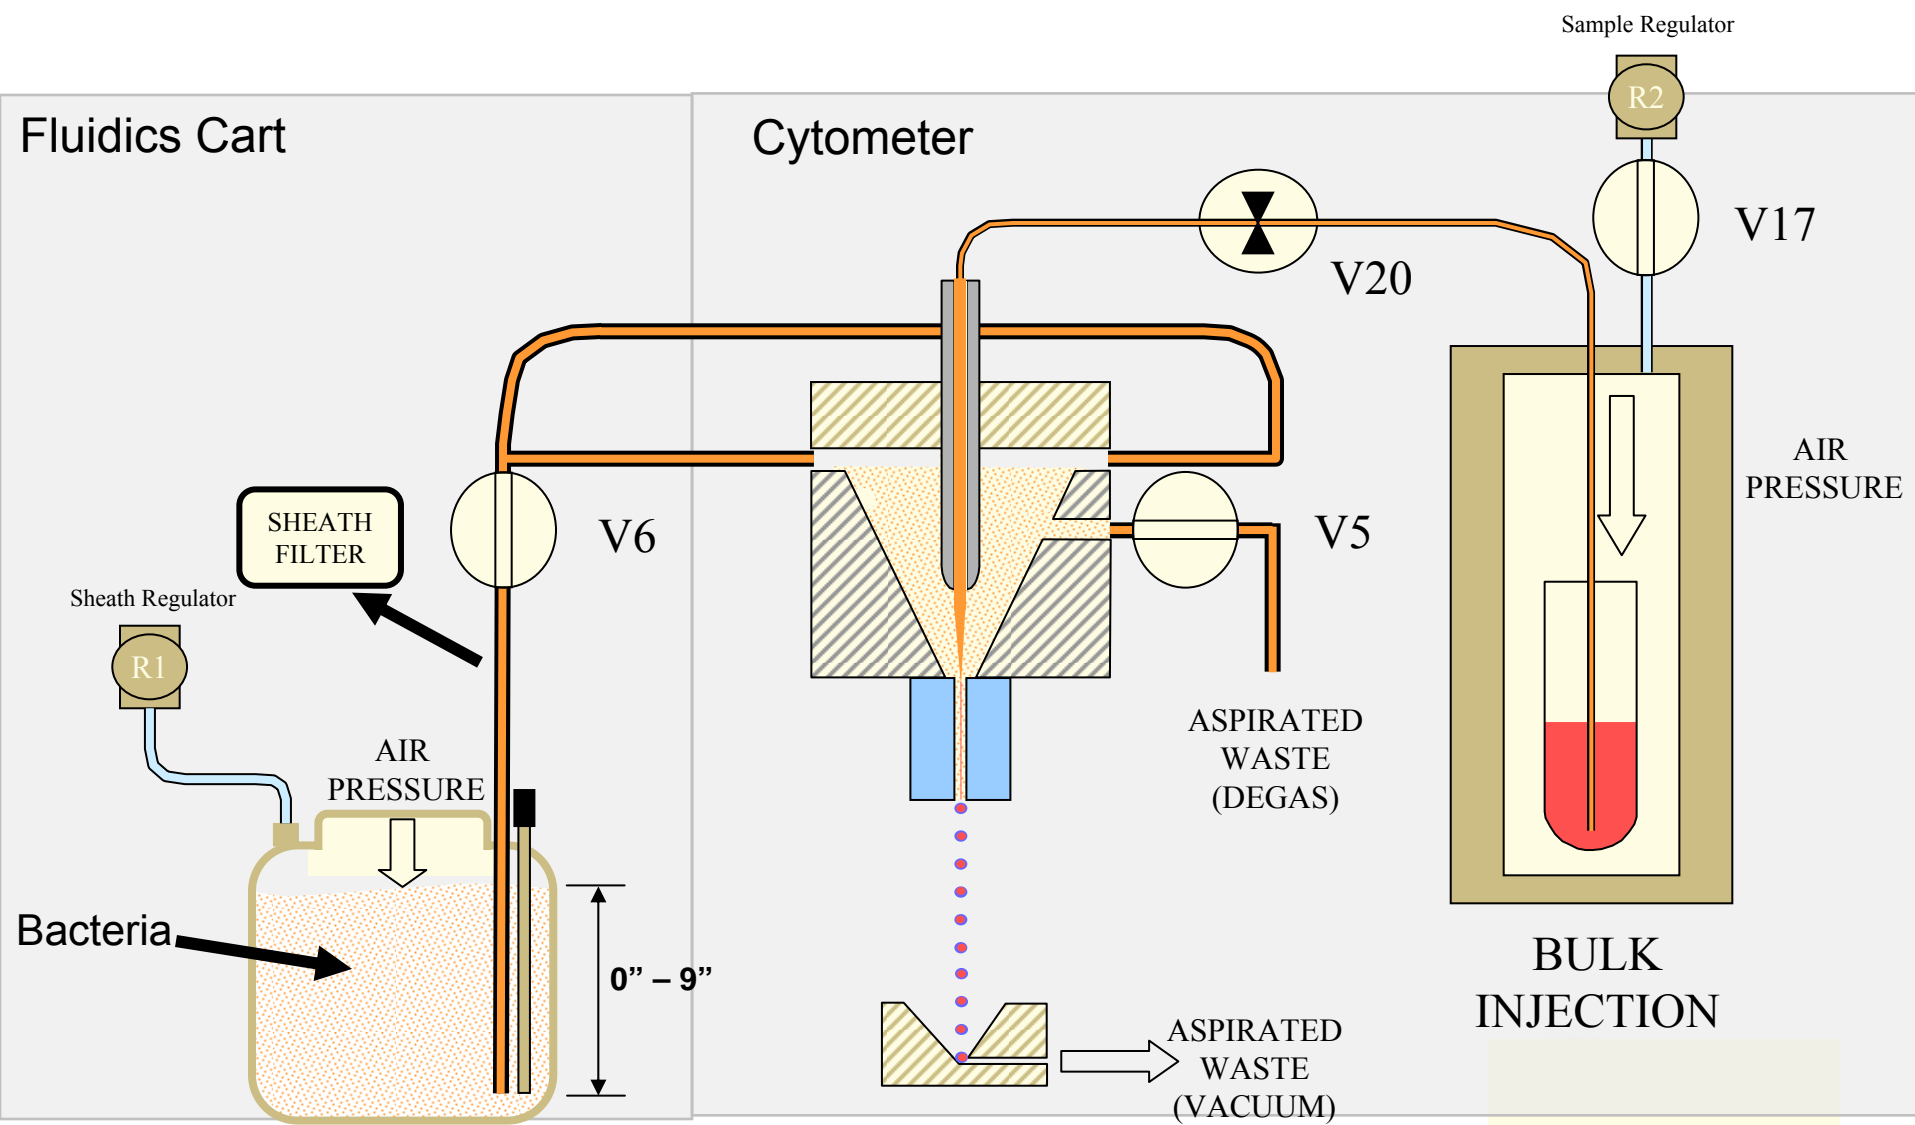 Sample Regulator
R2
Fluidics Cart
Cytometer
V17
V20
AIR
PRESSURE
SHEATH
FILTER
V6
V5
Sheath Regulator
R1
AIR
PRESSURE
ASPIRATED
WASTE
(DEGAS)
Bacteria
0” – 9”
BULK
INJECTION
ASPIRATED
WASTE
(VACUUM)